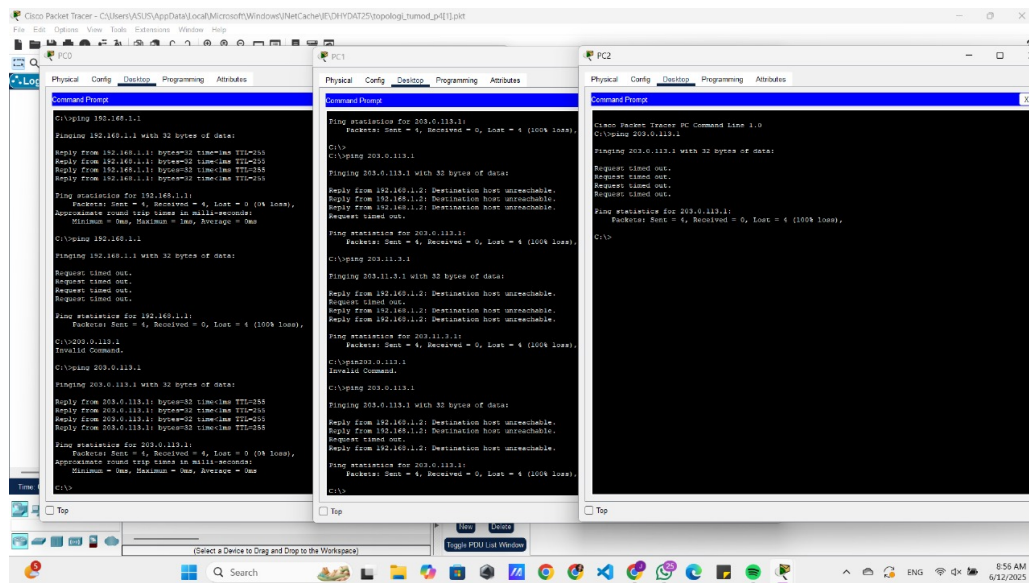 Cisco Packet Tracer - C:\Users\ASUS\AppData\Local\Microsoft\Windows\INetCache\IE\DHYDAT25\topologi_tumod_p4[1].pkt
File Edit Options View Tools Extensions Window Help
PC0
Physical Config Desktop Programming Attributes
Command Prompt
C:\>ping 192.168.1.1
Pinging 192.168.1.1 with 32 bytes of data:
Reply from 192.168.1.1: bytes=32 time=1ms TTL=255
Reply from 192.168.1.1: bytes=32 time<1ms TTL=255
Reply from 192.168.1.1: bytes=32 time<1ms TTL=255
Reply from 192.168.1.1: bytes=32 time<1ms TTL=255
Ping statistics for 192.168.1.1:
Packets: Sent = 4, Received = 4, Lost = 0 (0% loss),
Approximate round trip times in milli-seconds:
Minimum = 0ms, Maximum = 1ms, Average = 0ms
C:\>ping 192.168.1.1
Pinging 192.168.1.1 with 32 bytes of data:
Request timed out.
Request timed out.
Request timed out.
Request timed out.
Ping statistics for 192.168.1.1:
Packets: Sent = 4, Received = 0, Lost = 4 (100% loss),
C:\>203.0.113.1
Invalid Command.
C:\>ping 203.0.113.1
Pinging 203.0.113.1 with 32 bytes of data:
Reply from 203.0.113.1: bytes=32 time<1ms TTL=255
Reply from 203.0.113.1: bytes=32 time<1ms TTL=255
Reply from 203.0.113.1: bytes=32 time<1ms TTL=255
Reply from 203.0.113.1: bytes=32 time<1ms TTL=255
Ping statistics for 203.0.113.1:
Packets: Sent = 4, Received = 4, Lost = 0 (0% loss),
Approximate round trip times in milli-seconds:
Minimum = 0ms, Maximum = 0ms, Average = 0ms
C:\>
Top
PC1
Physical Config Desktop Programming Attributes
Command Prompt
Ping statistics for 203.0.113.1:
Packets: Sent = 4, Received = 0, Lost = 4 (100% loss),
C:\>
C:\>ping 203.0.113.1
Pinging 203.0.113.1 with 32 bytes of data:
Reply from 192.168.1.2: Destination host unreachable.
Reply from 192.168.1.2: Destination host unreachable.
Reply from 192.168.1.2: Destination host unreachable.
Request timed out.
Ping statistics for 203.0.113.1:
Packets: Sent = 4, Received = 0, Lost = 4 (100% loss),
C:\>ping 203.11.3.1
Pinging 203.11.3.1 with 32 bytes of data:
Reply from 192.168.1.2: Destination host unreachable.
Request timed out.
Reply from 192.168.1.2: Destination host unreachable.
Reply from 192.168.1.2: Destination host unreachable.
Ping statistics for 203.11.3.1:
Packets: Sent = 4, Received = 0, Lost = 4 (100% loss),
C:\>pin203.0.113.1
Invalid Command.
C:\>ping 203.0.113.1
Pinging 203.0.113.1 with 32 bytes of data:
Reply from 192.168.1.2: Destination host unreachable.
Reply from 192.168.1.2: Destination host unreachable.
Request timed out.
Reply from 192.168.1.2: Destination host unreachable.
Ping statistics for 203.0.113.1:
Packets: Sent = 4, Received = 0, Lost = 4 (100% loss),
C:\>
Top
PC2
Physical Config Desktop Programming Attributes
Command Prompt
X
Cisco Packet Tracer PC Command Line 1.0
C:\>ping 203.0.113.1
Pinging 203.0.113.1 with 32 bytes of data:
Request timed out.
Request timed out.
Request timed out.
Request timed out.
Ping statistics for 203.0.113.1:
Packets: Sent = 4, Received = 0, Lost = 4 (100% loss),
C:\>
Top
Time:
New Delete
Toggle PDU List Window
(Select a Device to Drag and Drop to the Workspace)
Search
25
ENG
8:56 AM